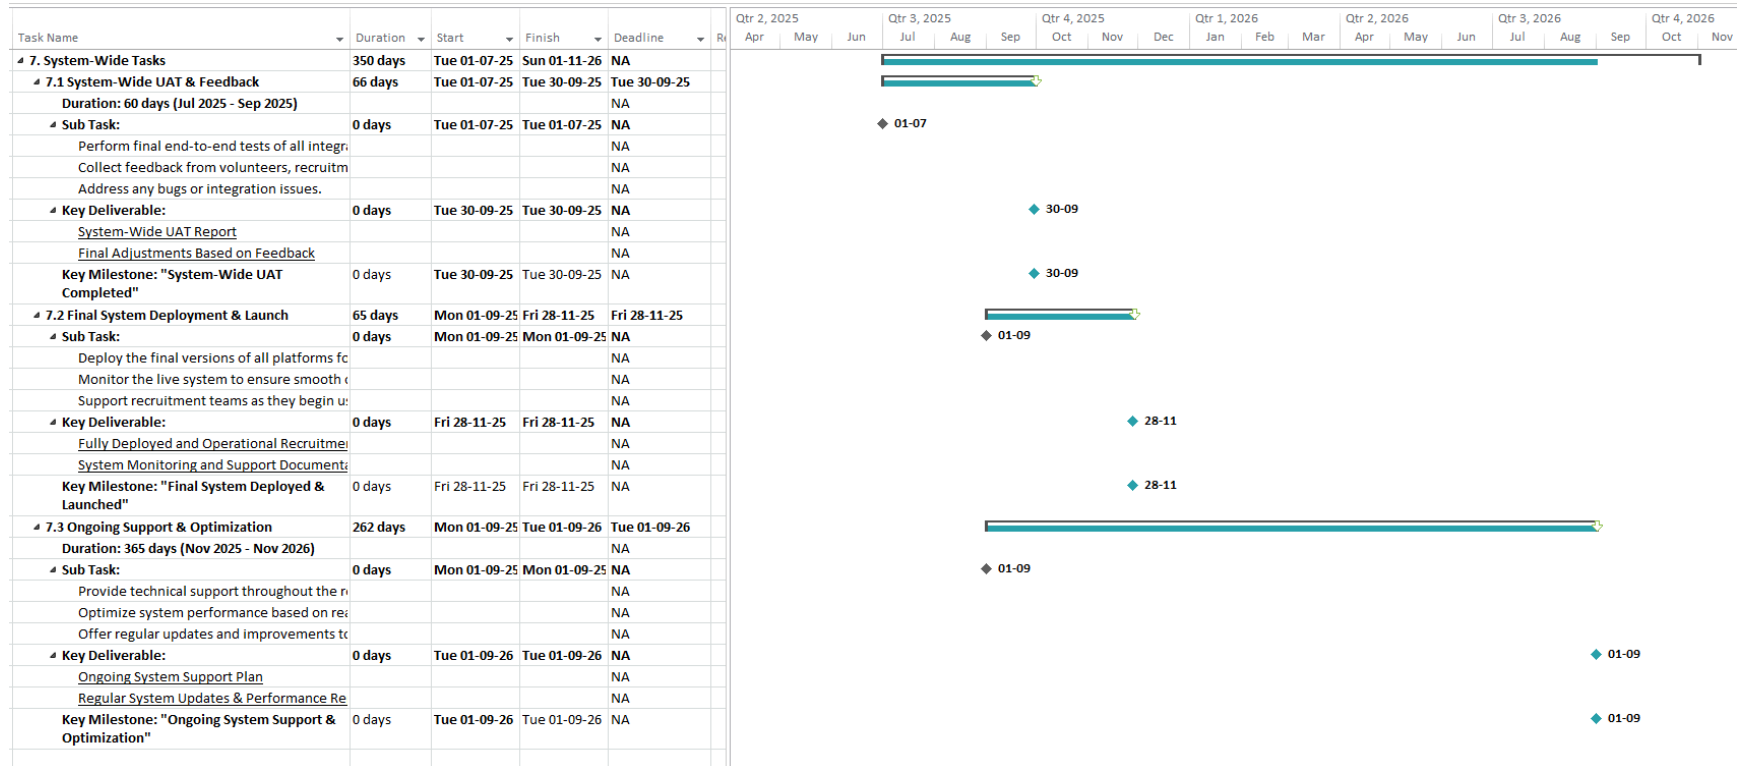 Qtr 2, 2025 Qtr 3, 2025 Qtr 4, 2025 Qtr 1, 2026 Qtr 2, 2026 Qtr 3, 2026 Qtr 4, 2026
Task Name Duration Start Finish Deadline Re Apr May Jun Jul Aug Sep Oct Nov Dec Jan Feb Mar Apr May Jun Jul Aug Sep Oct Nov
7. System-Wide Tasks 350 days Tue 01-07-25 Sun 01-11-26 NA
7.1 System-Wide UAT & Feedback 66 days Tue 01-07-25 Tue 30-09-25 Tue 30-09-25
Duration: 60 days (Jul 2025 - Sep 2025) NA
Sub Task: 0 days Tue 01-07-25 Tue 01-07-25 NA 01-07
Perform final end-to-end tests of all integr NA
Collect feedback from volunteers, recruitm NA
Address any bugs or integration issues. NA
Key Deliverable: 0 days Tue 30-09-25 Tue 30-09-25 NA 30-09
System-Wide UAT Report NA
Final Adjustments Based on Feedback NA
Key Milestone: "System-Wide UAT 0 days Tue 30-09-25 Tue 30-09-25 NA 30-09
Completed"
7.2 Final System Deployment & Launch 65 days Mon 01-09-25 Fri 28-11-25 Fri 28-11-25
Sub Task: 0 days Mon 01-09-25 Mon 01-09-25 NA 01-09
Deploy the final versions of all platforms fo NA
Monitor the live system to ensure smooth o NA
Support recruitment teams as they begin us NA
Key Deliverable: 0 days Fri 28-11-25 Fri 28-11-25 NA 28-11
Fully Deployed and Operational Recruitmen NA
System Monitoring and Support Documenta NA
Key Milestone: "Final System Deployed & 0 days Fri 28-11-25 Fri 28-11-25 NA 28-11
Launched"
7.3 Ongoing Support & Optimization 262 days Mon 01-09-25 Tue 01-09-26 Tue 01-09-26
Duration: 365 days (Nov 2025 - Nov 2026) NA
Sub Task: 0 days Mon 01-09-25 Mon 01-09-25 NA 01-09
Provide technical support throughout the r NA
Optimize system performance based on rea NA
Offer regular updates and improvements to NA
Key Deliverable: 0 days Tue 01-09-26 Tue 01-09-26 NA 01-09
Ongoing System Support Plan NA
Regular System Updates & Performance Re NA
Key Milestone: "Ongoing System Support & 0 days Tue 01-09-26 Tue 01-09-26 NA 01-09
Optimization"